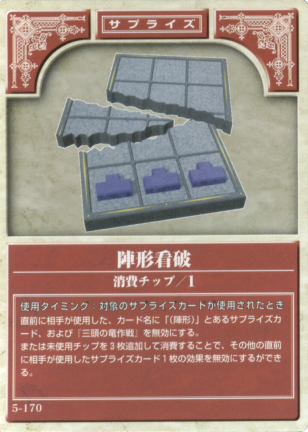 サプライズ
陣形看破
消費チップ/1
使用タイミング：対象のサプライズカードが使用されたとき
直前に相手が使用した、カード名に「(陣形)」とあるサプライズカ
ード、および『三頭の竜作戦』を無効にする。
または未使用チップを3枚追加して消費することで、その他の直前
に相手が使用したサプライズカード1枚の効果を無効にするができ
る。
5-170